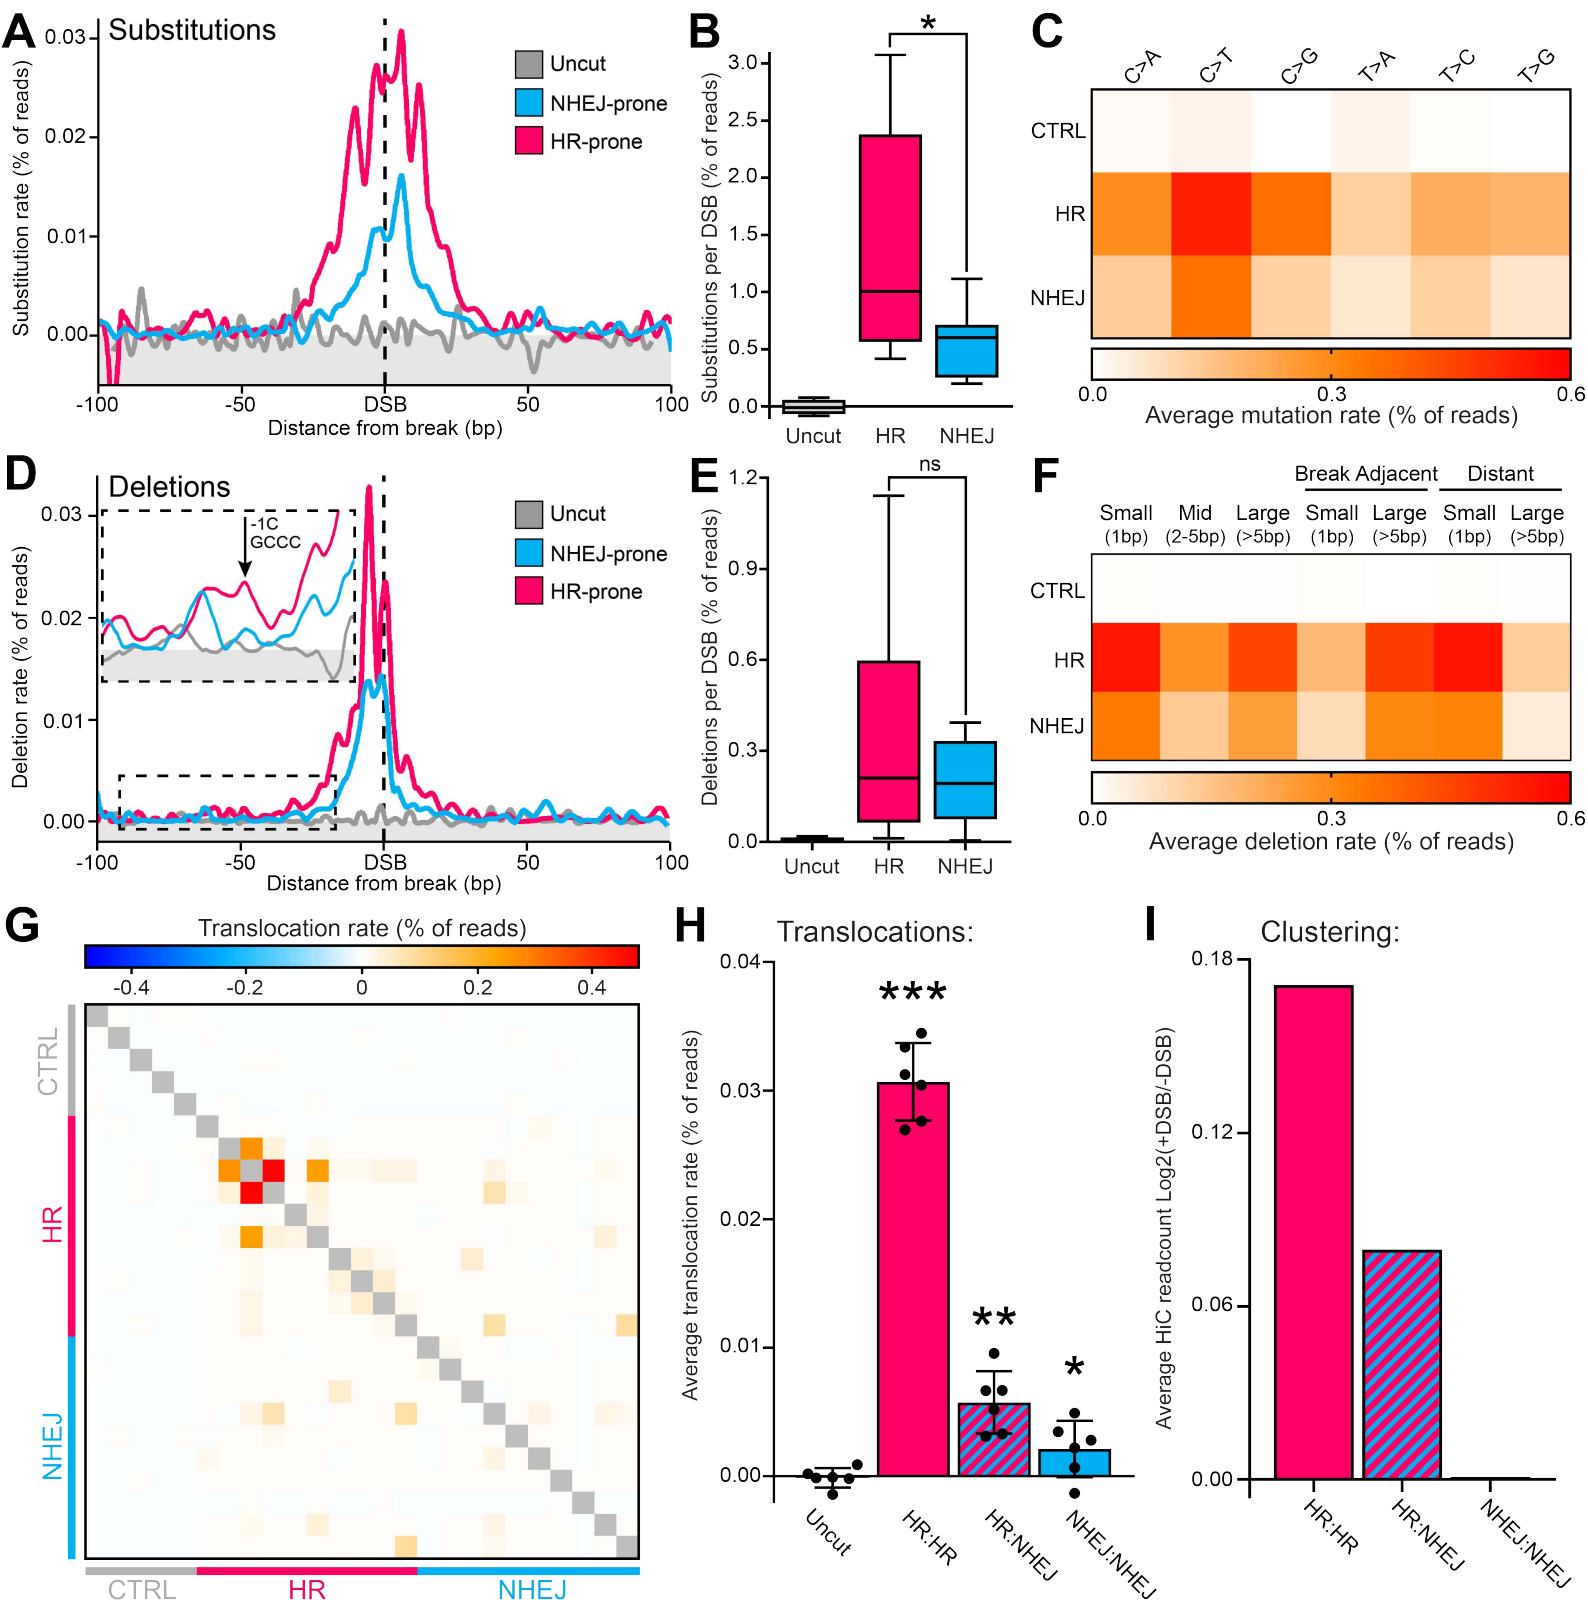 A
Substitutions
Substitution rate (% of reads)
0.03
0.02
0.01
0.00
-100
-50
DSB
50
100
Distance from break (bp)
Uncut
NHEJ-prone
HR-prone
B
*
Substitutions per DSB (% of reads)
3.0
2.5
2.0
1.5
1.0
0.5
0.0
Uncut
HR
NHEJ
C
C>A
C>T
C>G
T>A
T>C
T>G
CTRL
HR
NHEJ
0.0
0.3
0.6
Average mutation rate (% of reads)
D
Deletions
Deletion rate (% of reads)
0.03
0.02
0.01
0.00
-1C
GCCC
-100
-50
DSB
50
100
Distance from break (bp)
Uncut
NHEJ-prone
HR-prone
E
ns
Deletions per DSB (% of reads)
1.2
0.9
0.6
0.3
0.0
Uncut
HR
NHEJ
F
Break Adjacent
Distant
Small
(1bp)
Mid
(2-5bp)
Large
(>5bp)
Small
(1bp)
Large
(>5bp)
Small
(1bp)
Large
(>5bp)
CTRL
HR
NHEJ
0.0
0.3
0.6
Average deletion rate (% of reads)
G
Translocation rate (% of reads)
-0.4
-0.2
0
0.2
0.4
CTRL
HR
NHEJ
CTRL
HR
NHEJ
H
Translocations:
Average translocation rate (% of reads)
0.04
0.03
0.02
0.01
0.00
***
**
*
Uncut
HR:HR
HR:NHEJ
NHEJ:NHEJ
I
Clustering:
Average HiC readcount Log2(+DSB/-DSB)
0.18
0.12
0.06
0.00
HR:HR
HR:NHEJ
NHEJ:NHEJ